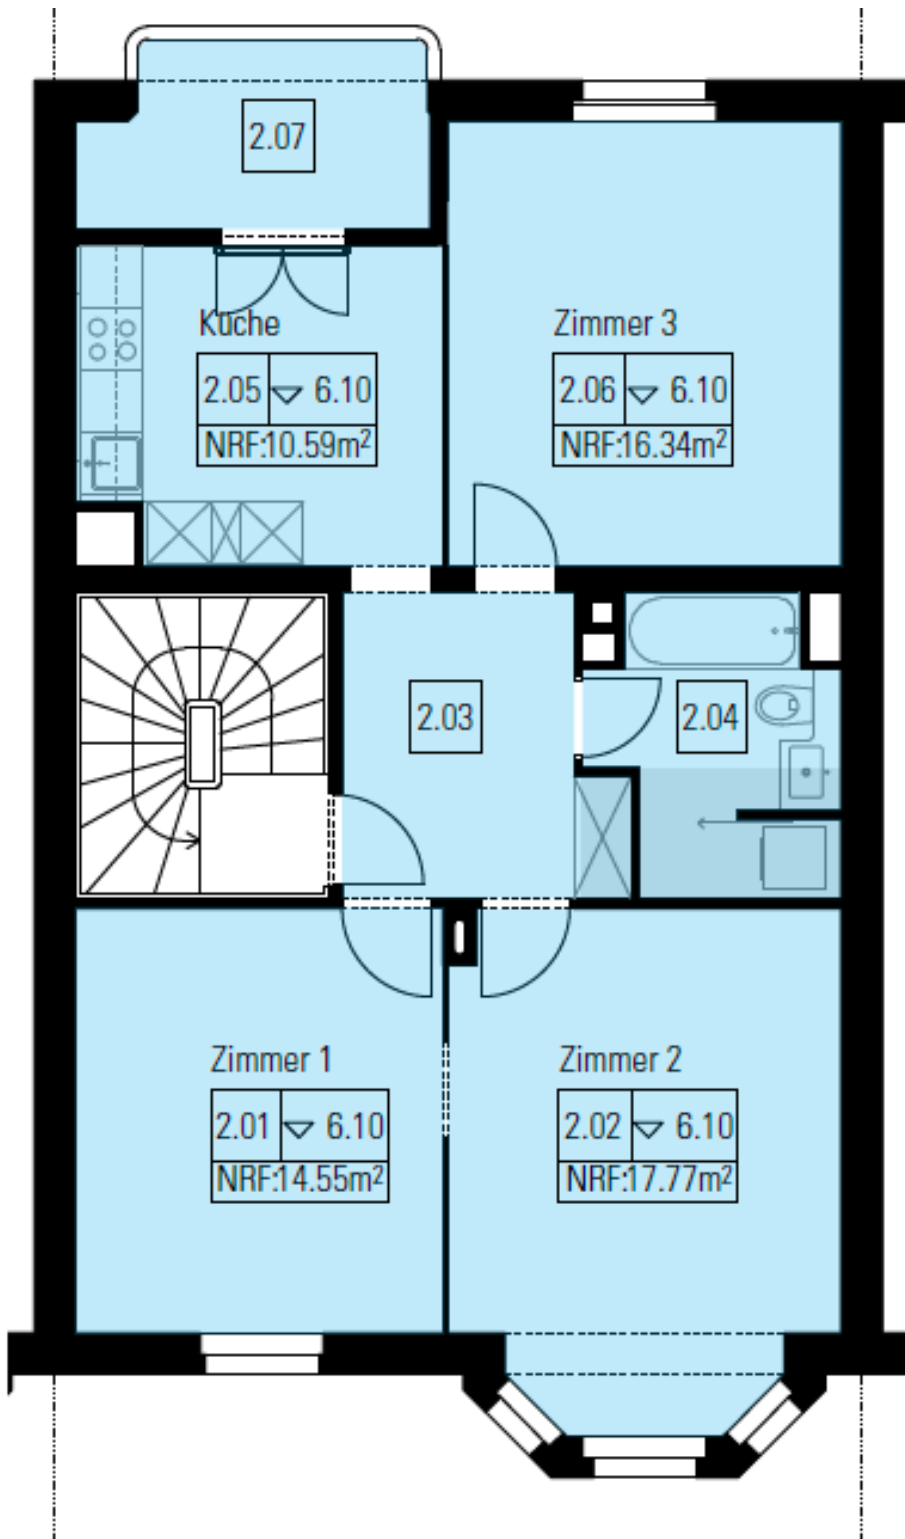 2.07
Küche
2.05 6.10
NRF:10.59m²
Zimmer 3
2.06 6.10
NRF:16.34m²
2.03
2.04
Zimmer 1
2.01 6.10
NRF:14.55m²
Zimmer 2
2.02 6.10
NRF:17.77m²